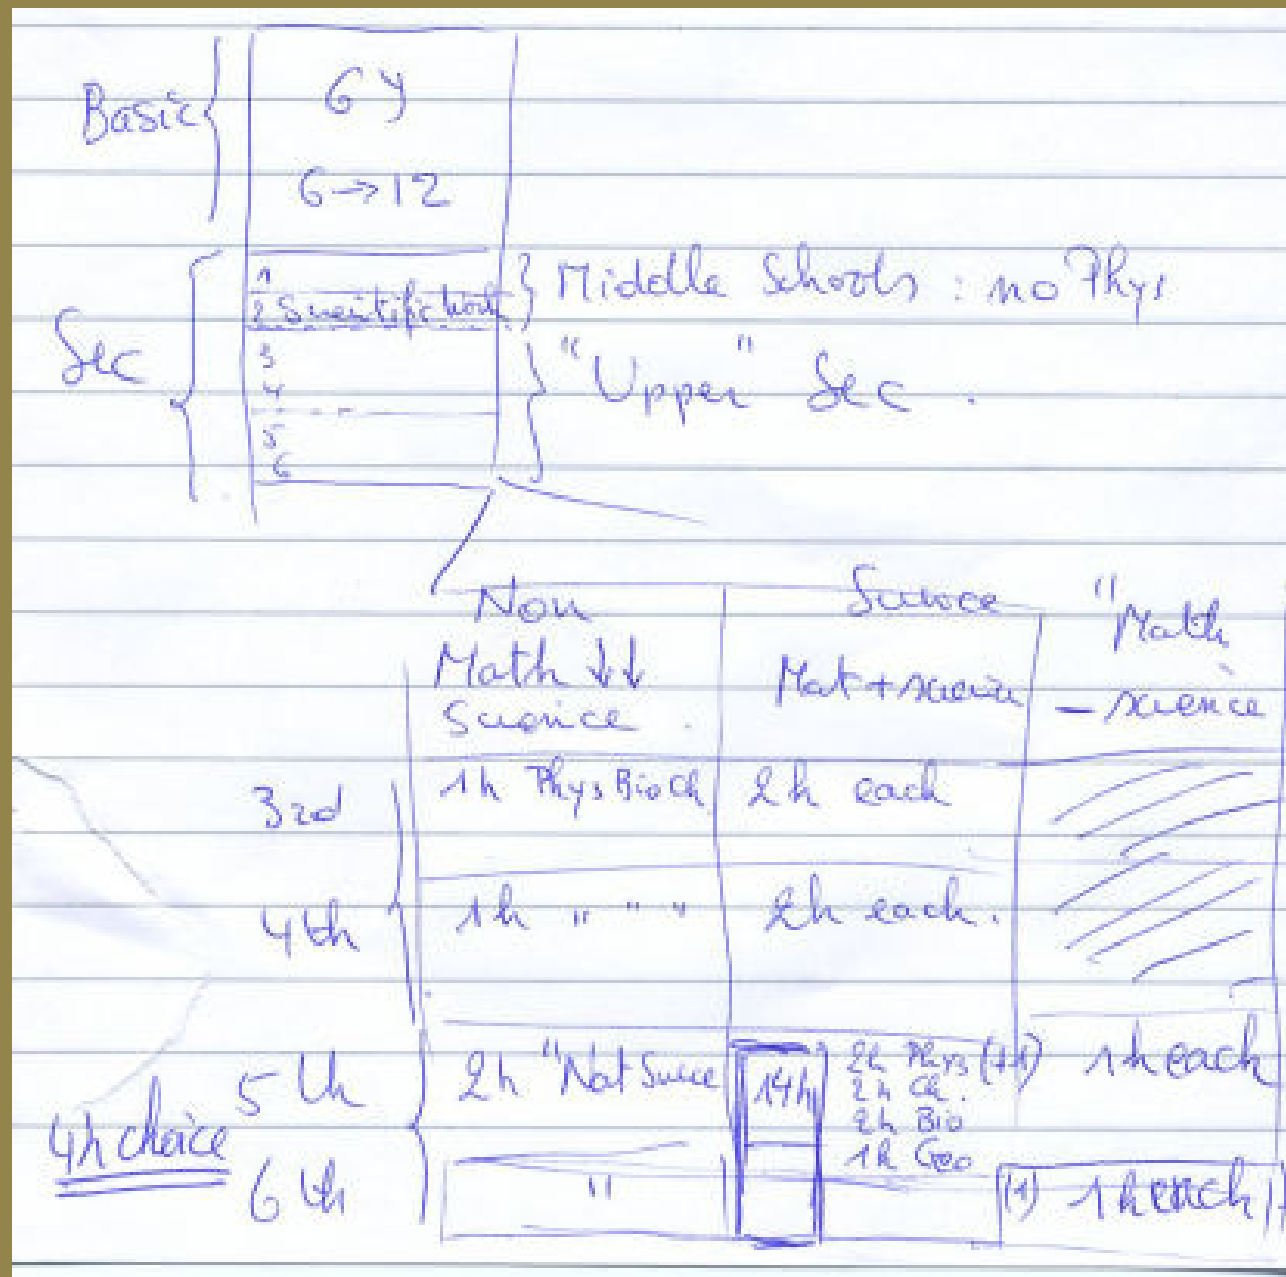 Basic
6 y
6 → 12
Sec
1
2 Scientific Work
3
4
5
6
Middle Schools : no Phys
"Upper" Sec .
Non
Math ↓↓
Science .
Science
Mat + science
"Math
- science
3rd
1h Phys Bio Ch
2h each
4th
1h " " "
2h each .
5th
2h "Nat Science
14h
2h Phys (+1)
2h Ch .
2h Bio
1h Geo
1h each
4h choice
6th
"
(1) 1h each